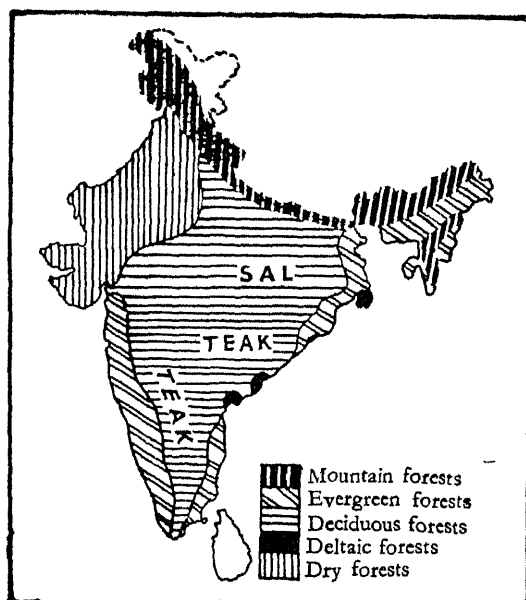 SAL
TEAK
TEAK
Mountain forests
Evergreen forests
Deciduous forests
Deltaic forests
Dry forests